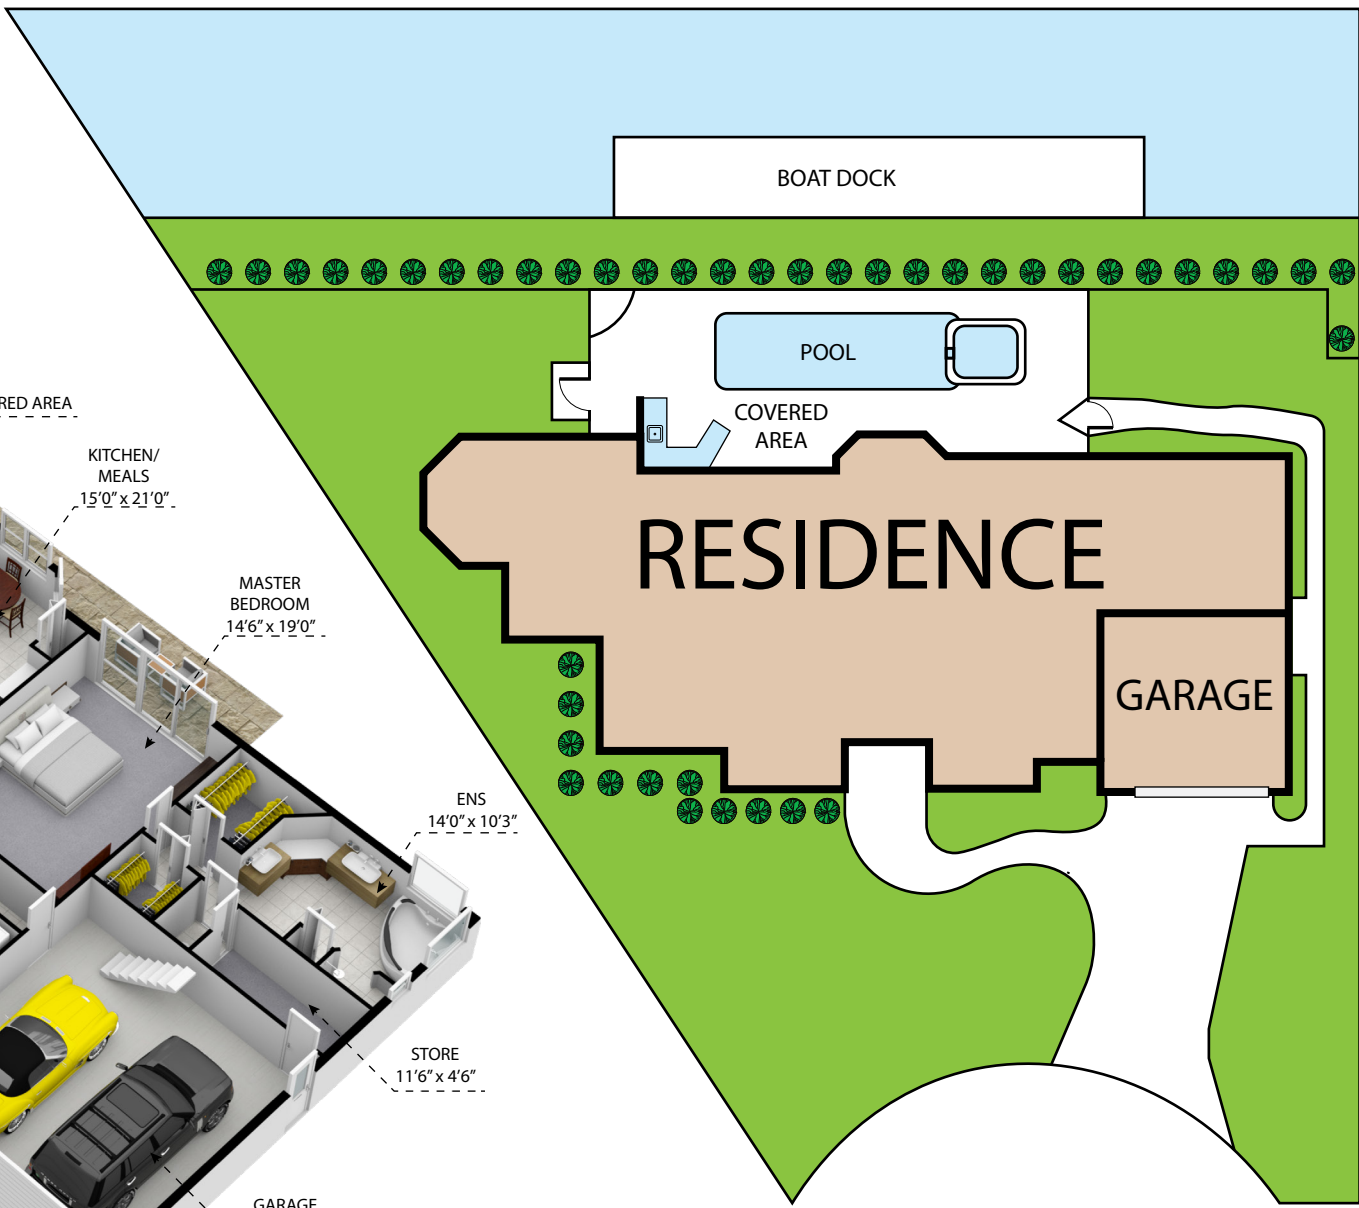 BOAT DOCK
POOL
COVERED
AREA
RED AREA
KITCHEN/
MEALS
15'0" x 21'0"
RESIDENCE
MASTER
BEDROOM
14'6" x 19'0"
GARAGE
ENS
14'0" x 10'3"
STORE
11'6" x 4'6"
GARAGE